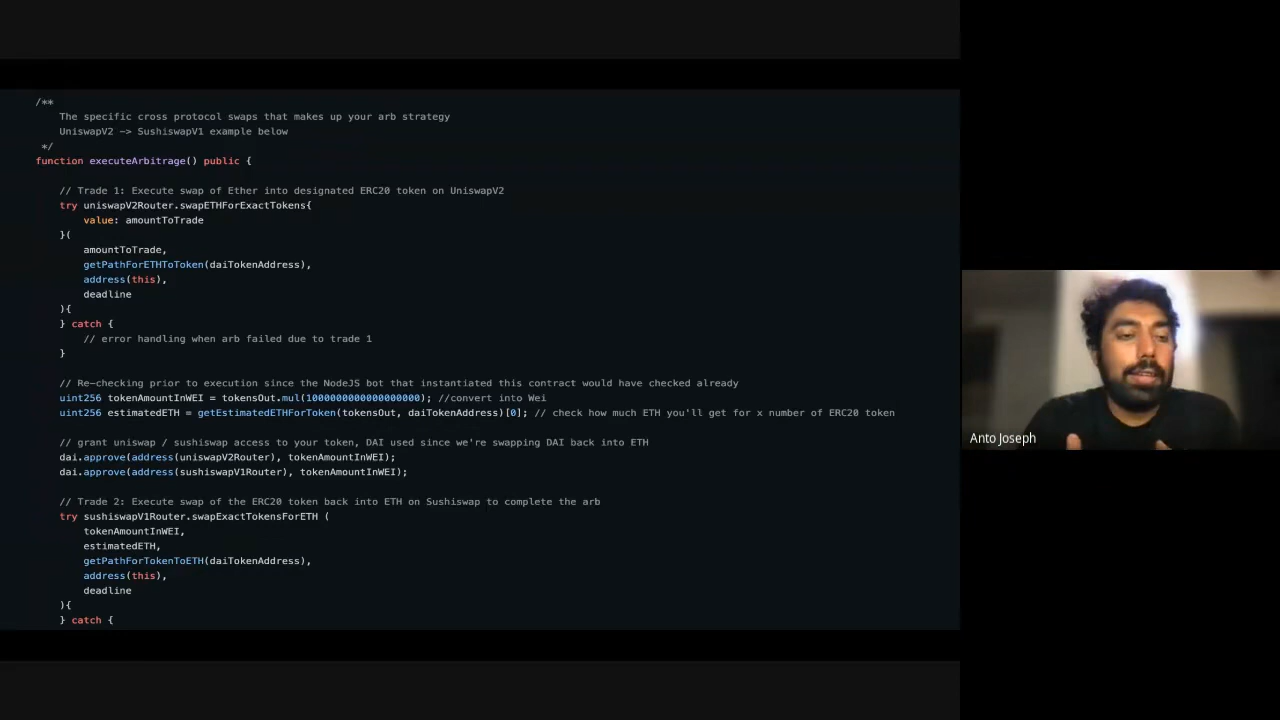 /**
The specific cross protocol swaps that makes up your arb strategy
UniswapV2 -> SushiswapV1 example below
*/
function executeArbitrage() public {
// Trade 1: Execute swap of Ether into designated ERC20 token on UniswapV2
try uniswapV2Router.swapETHForExactTokens{
value: amountToTrade
}(
amountToTrade,
getPathForETHToToken(daiTokenAddress),
address(this),
deadline
){
} catch {
// error handling when arb failed due to trade 1
}
// Re-checking prior to execution since the NodeJS bot that instantiated this contract would have checked already
uint256 tokenAmountInWEI = tokensOut.mul(1000000000000000000); //convert into Wei
uint256 estimatedETH = getEstimatedETHForToken(tokensOut, daiTokenAddress)[0]; // check how much ETH you'll get for x number of ERC20 token
// grant uniswap / sushiswap access to your token, DAI used since we're swapping DAI back into ETH
dai.approve(address(uniswapV2Router), tokenAmountInWEI);
dai.approve(address(sushiswapV1Router), tokenAmountInWEI);
// Trade 2: Execute swap of the ERC20 token back into ETH on Sushiswap to complete the arb
try sushiswapV1Router.swapExactTokensForETH (
tokenAmountInWEI,
estimatedETH,
getPathForTokenToETH(daiTokenAddress),
address(this),
deadline
){
} catch {
Anto Joseph